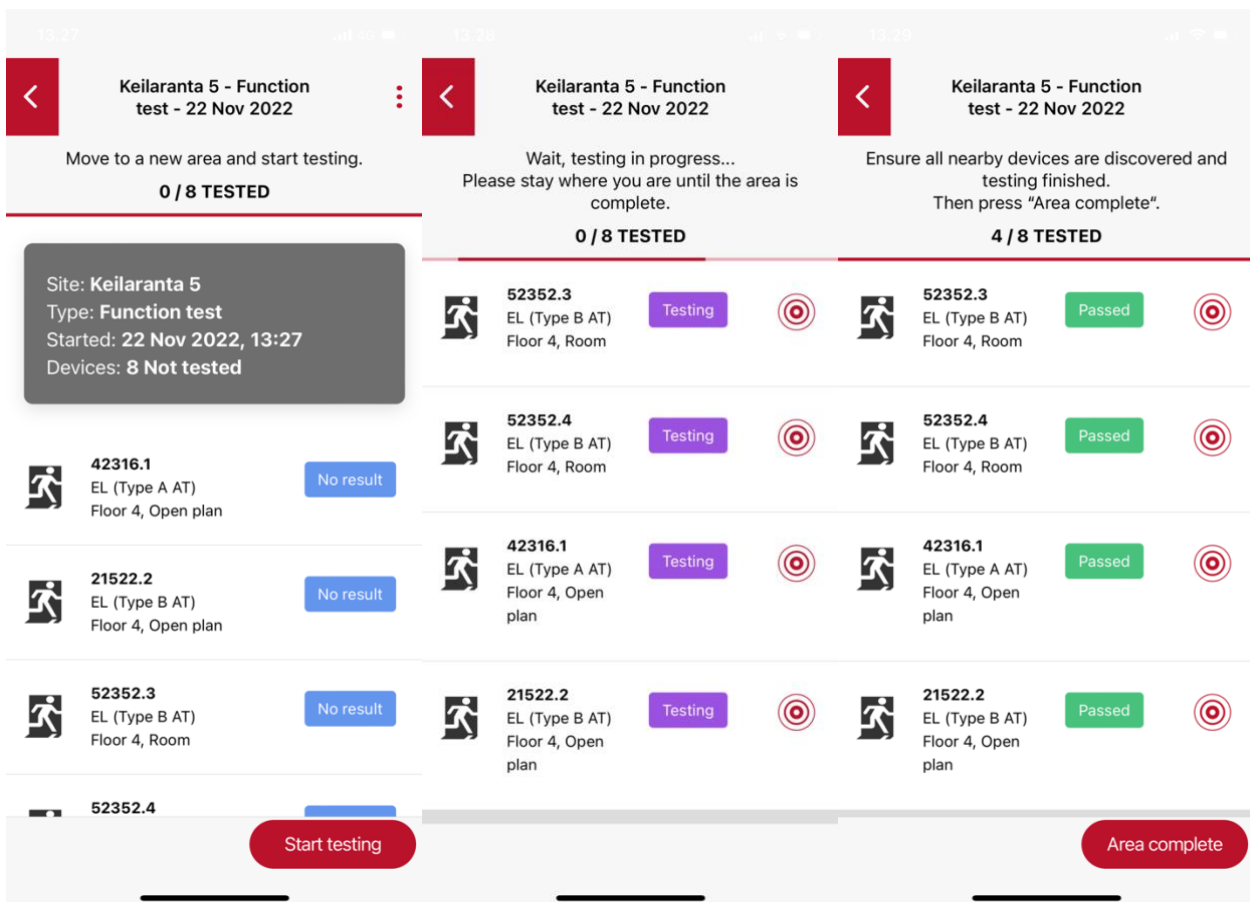 13:27
4G
Keilaranta 5 - Function
test - 22 Nov 2022
Move to a new area and start testing.
0 / 8 TESTED
Site: Keilaranta 5
Type: Function test
Started: 22 Nov 2022, 13:27
Devices: 8 Not tested
42316.1
EL (Type A AT)
Floor 4, Open plan
No result
21522.2
EL (Type B AT)
Floor 4, Open plan
No result
52352.3
EL (Type B AT)
Floor 4, Room
No result
52352.4
Start testing
13:28
Keilaranta 5 - Function
test - 22 Nov 2022
Wait, testing in progress...
Please stay where you are until the area is
complete.
0 / 8 TESTED
52352.3
EL (Type B AT)
Floor 4, Room
Testing
52352.4
EL (Type B AT)
Floor 4, Room
Testing
42316.1
EL (Type A AT)
Floor 4, Open
plan
Testing
21522.2
EL (Type B AT)
Floor 4, Open
plan
Testing
13:29
Keilaranta 5 - Function
test - 22 Nov 2022
Ensure all nearby devices are discovered and
testing finished.
Then press “Area complete“.
4 / 8 TESTED
52352.3
EL (Type B AT)
Floor 4, Room
Passed
52352.4
EL (Type B AT)
Floor 4, Room
Passed
42316.1
EL (Type A AT)
Floor 4, Open
plan
Passed
21522.2
EL (Type B AT)
Floor 4, Open
plan
Passed
Area complete